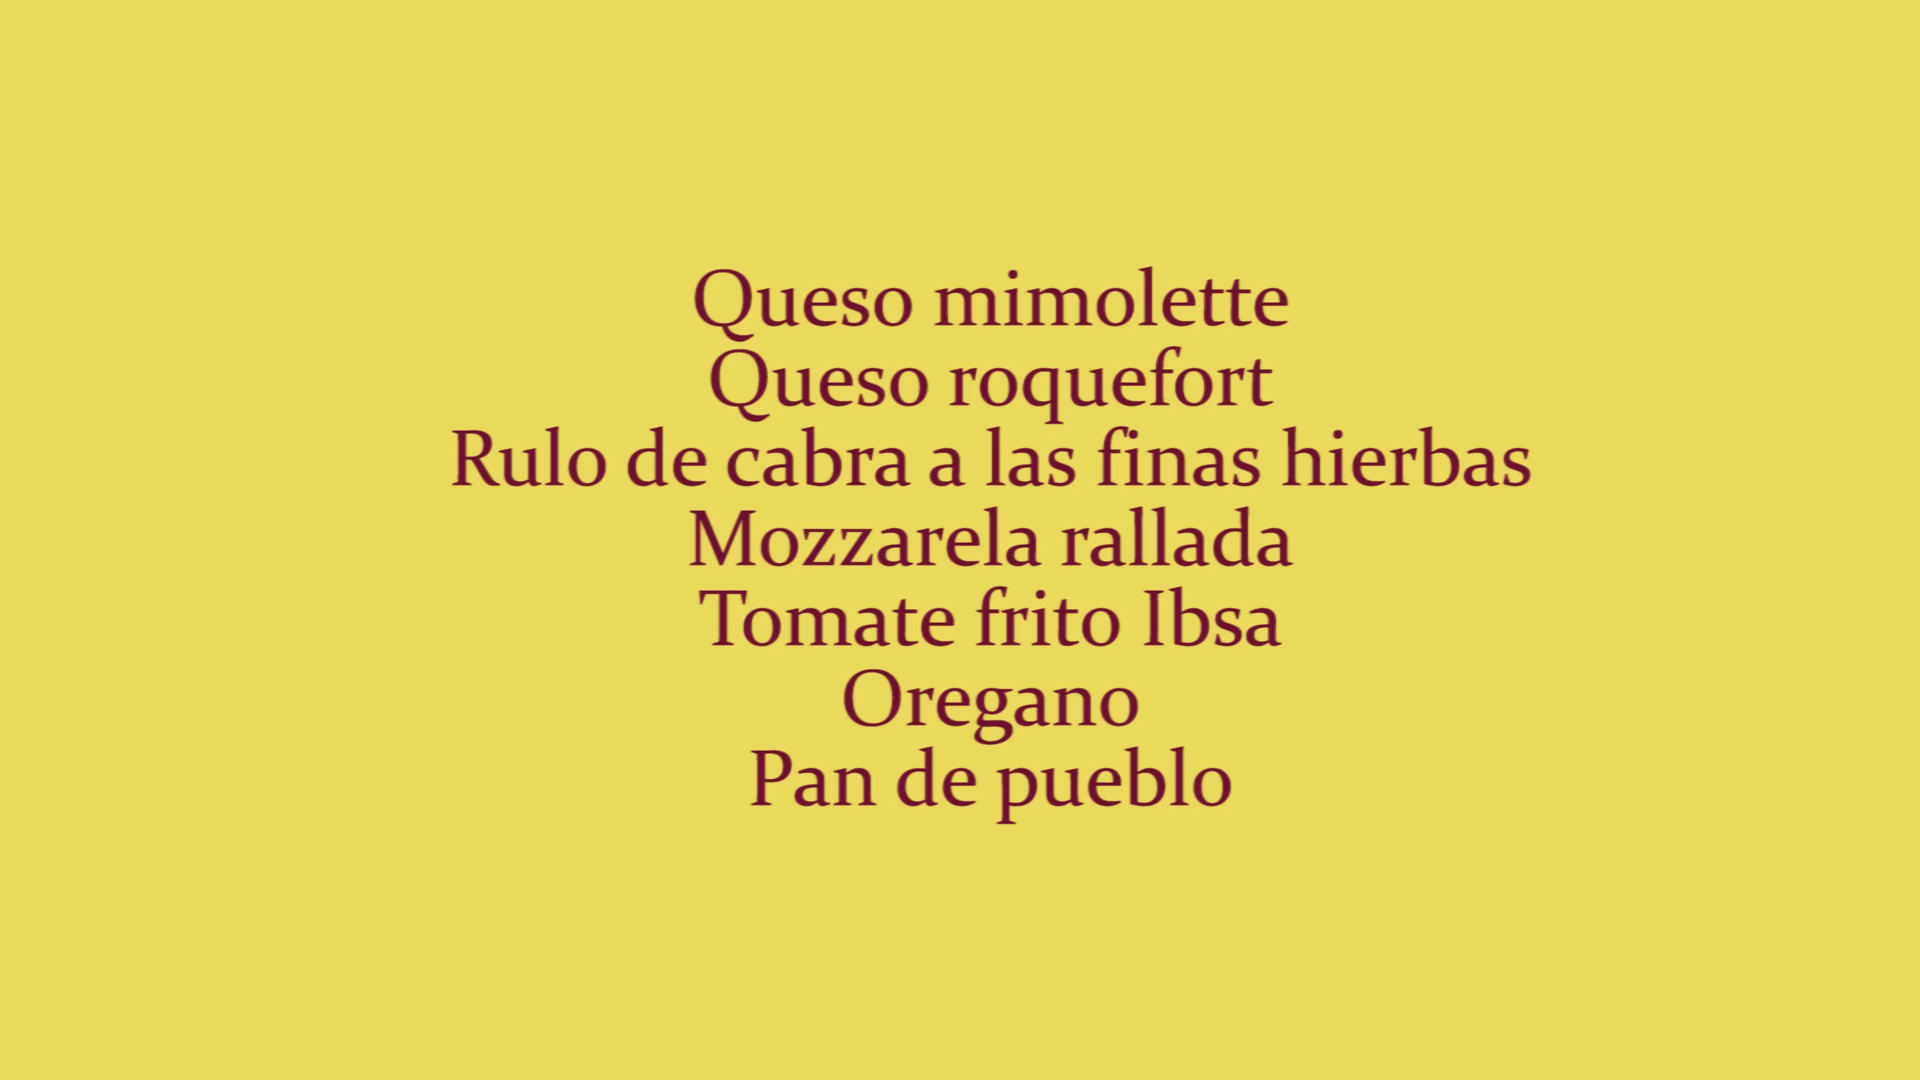 Queso mimolette
Queso roquefort
Rulo de cabra a las finas hierbas
Mozzarela rallada
Tomate frito Ibsa
Oregano
Pan de pueblo